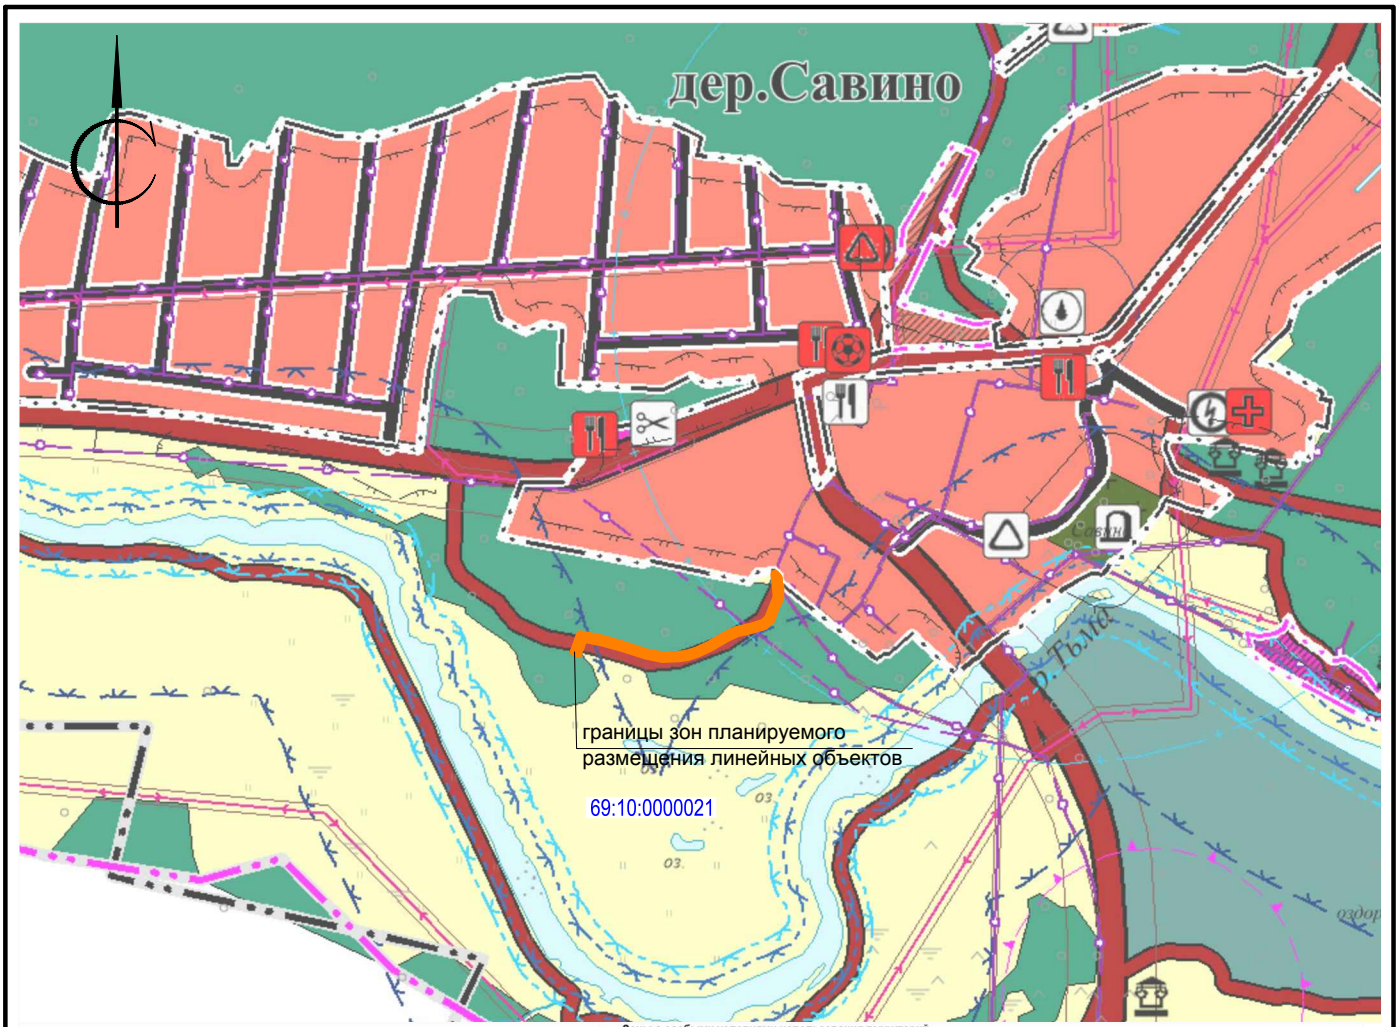 дер.Савино
С
р. Тьма
границы зон планируемого
размещения линейных объектов
оз.
69:10:0000021
оз.